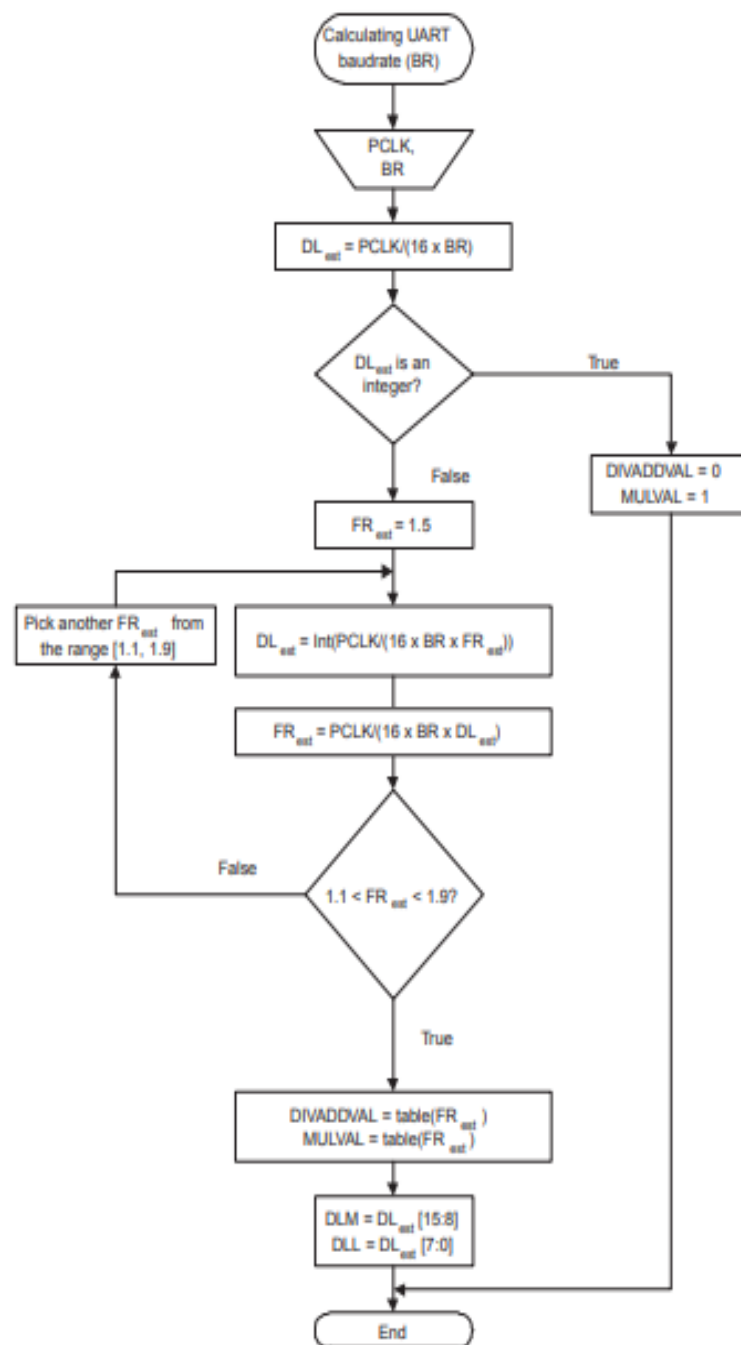 Calculating UART
baudrate (BR)
PCLK,
BR
DL est = PCLK/(16 x BR)
DL est is an
integer?
True
False
DIVADDVAL = 0
MULVAL = 1
FR est = 1.5
Pick another FR est from
the range [1.1, 1.9]
DL est = Int(PCLK/(16 x BR x FR est))
FR est = PCLK/(16 x BR x DL est)
False
1.1 < FR est < 1.9?
True
DIVADDVAL = table(FR est)
MULVAL = table(FR est)
DLM = DL est [15:8]
DLL = DL est [7:0]
End